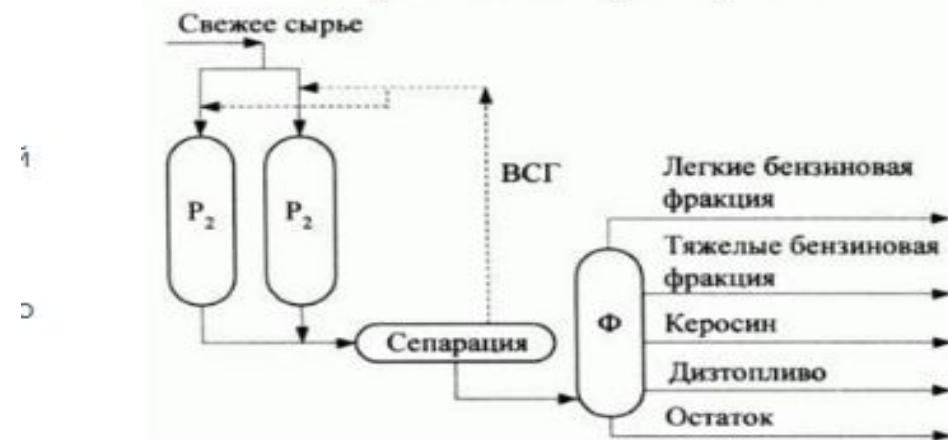 Свежее сырье
й
ВСГ
Легкие бензиновая
фракция
P₂
P₂
Тяжелые бензиновая
фракция
о
Ф
Керосин
Сепарация
Дизтопливо
Остаток